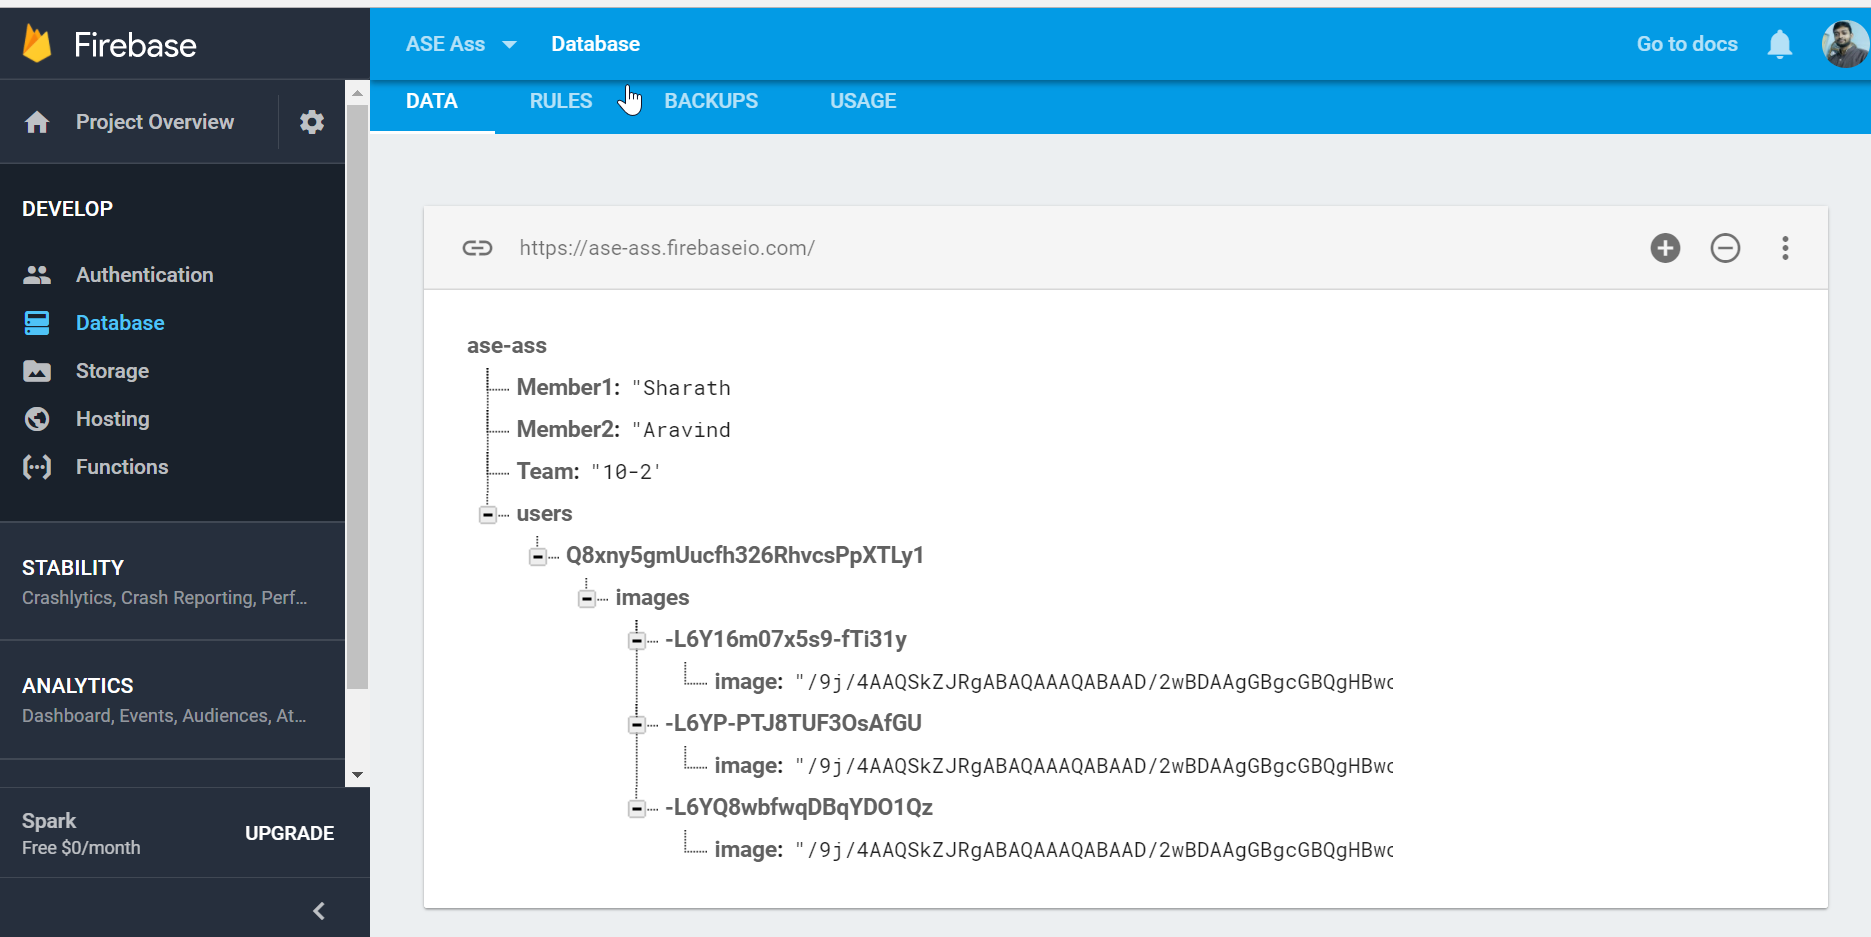 Firebase
ASE Ass
Database
Go to docs
Project Overview
DATA
RULES
BACKUPS
USAGE
DEVELOP
Authentication
Database
Storage
Hosting
Functions
STABILITY
Crashlytics, Crash Reporting, Perf...
ANALYTICS
Dashboard, Events, Audiences, At...
Spark
Free $0/month
UPGRADE
https://ase-ass.firebaseio.com/
ase-ass
Member1: "Sharath
Member2: "Aravind
Team: "10-2'
users
Q8xny5gmUucfh326RhvcsPpXTLy1
images
-L6Y16m07x5s9-fTi31y
image: "/9j/4AAQSkZJRgABAQAAAQABAAD/2wBDAAgGBgcGBQgHBwc
-L6YP-PTJ8TUF3OsAfGU
image: "/9j/4AAQSkZJRgABAQAAAQABAAD/2wBDAAgGBgcGBQgHBwc
-L6YQ8wbfwqDBqYDO1Qz
image: "/9j/4AAQSkZJRgABAQAAAQABAAD/2wBDAAgGBgcGBQgHBwc